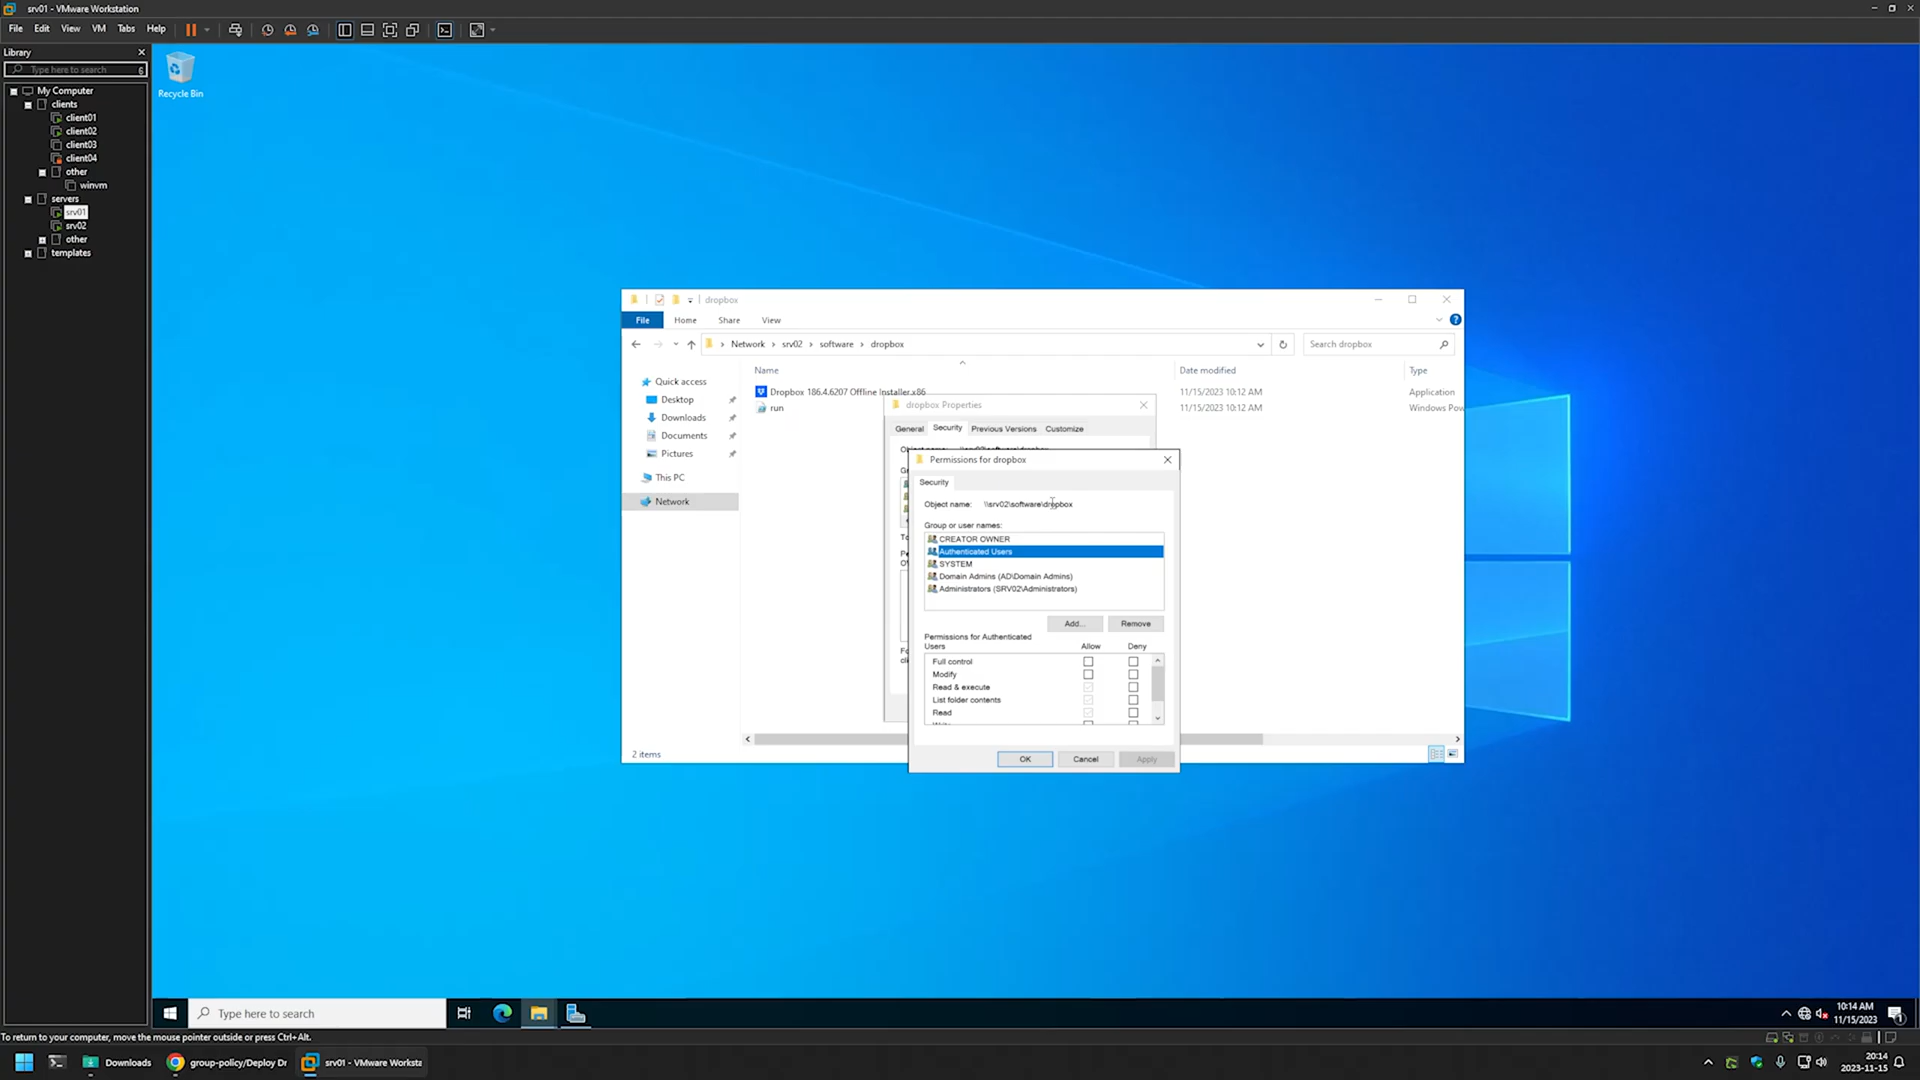 srv01 - VMware Workstation
File Edit View VM Tabs Help
Library
Type here to search
My Computer
clients
client01
client02
client03
client04
other
winvm
servers
srv01
srv02
other
templates
Recycle Bin
dropbox
File Home Share View
Network srv02 software dropbox
Search dropbox
Quick access
Desktop
Downloads
Documents
Pictures
This PC
Network
Name Date modified Type
Dropbox 186.4.6207 Offline Installer.x86 11/15/2023 10:12 AM Application
run 11/15/2023 10:12 AM Windows Pow
2 items
dropbox Properties
General Security Previous Versions Customize
Permissions for dropbox
Security
Object name: \\srv02\software\dropbox
Group or user names:
CREATOR OWNER
Authenticated Users
SYSTEM
Domain Admins (AD\Domain Admins)
Administrators (SRV02\Administrators)
Add... Remove
Permissions for Authenticated
Users Allow Deny
Full control
Modify
Read & execute
List folder contents
Read
OK Cancel Apply
Type here to search
10:14 AM
11/15/2023
1
To return to your computer, move the mouse pointer outside or press Ctrl+Alt.
Downloads
group-policy/Deploy Dr
srv01 - VMware Worksta
20:14
2023-11-15